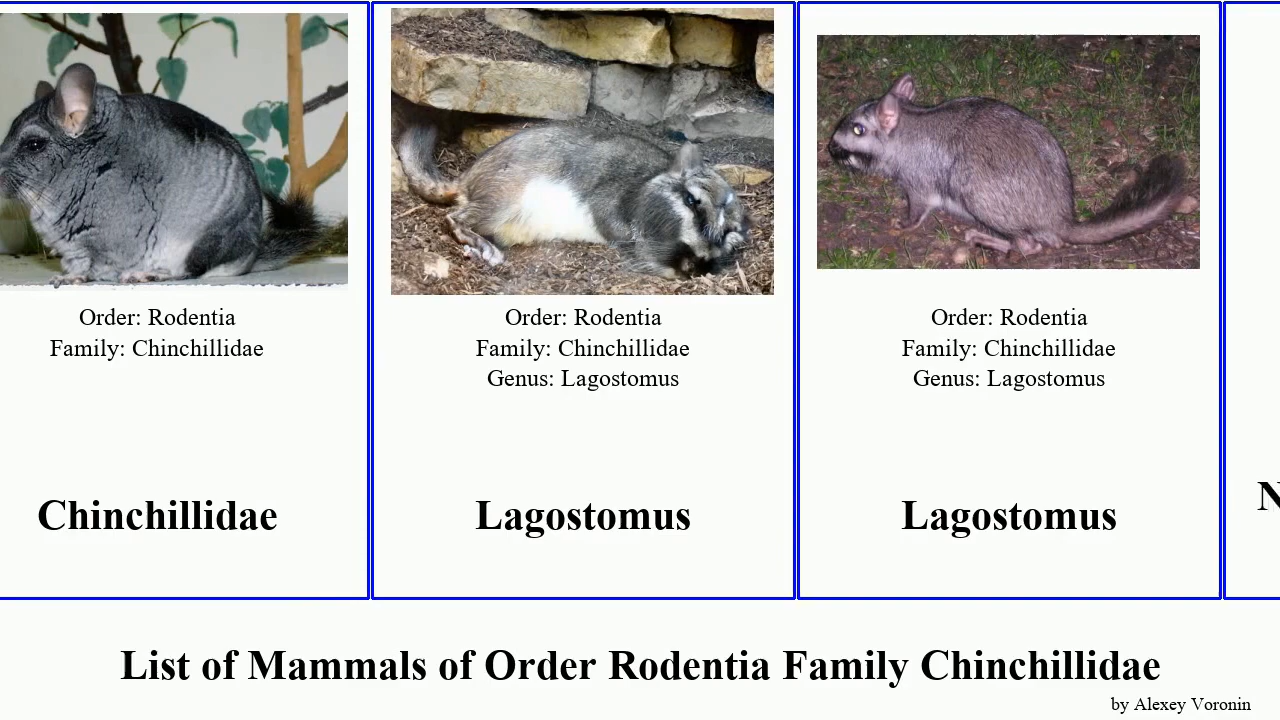 Order: Rodentia
Family: Chinchillidae
Chinchillidae
Order: Rodentia
Family: Chinchillidae
Genus: Lagostomus
Lagostomus
Order: Rodentia
Family: Chinchillidae
Genus: Lagostomus
Lagostomus
N
List of Mammals of Order Rodentia Family Chinchillidae
by Alexey Voronin